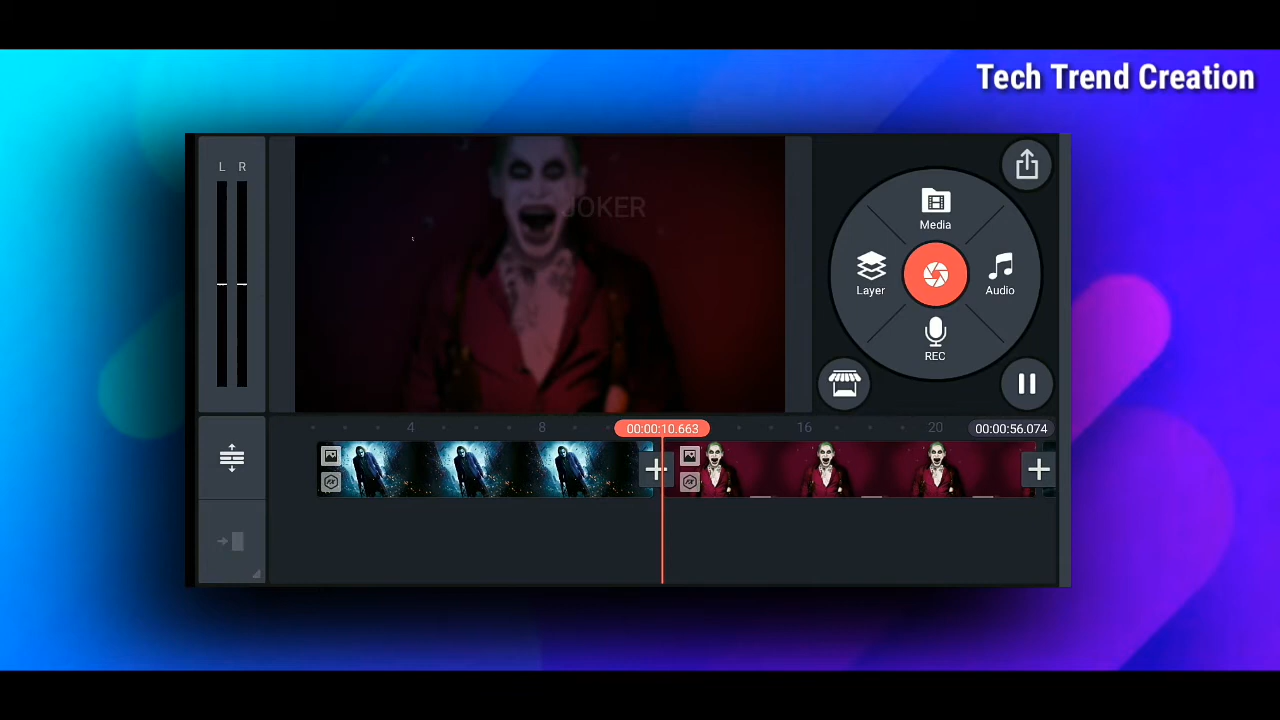 Tech Trend Creation
L R
JOKER
Media
Layer
Audio
REC
4
8
00:00:10.663
16
20
00:00:56.074